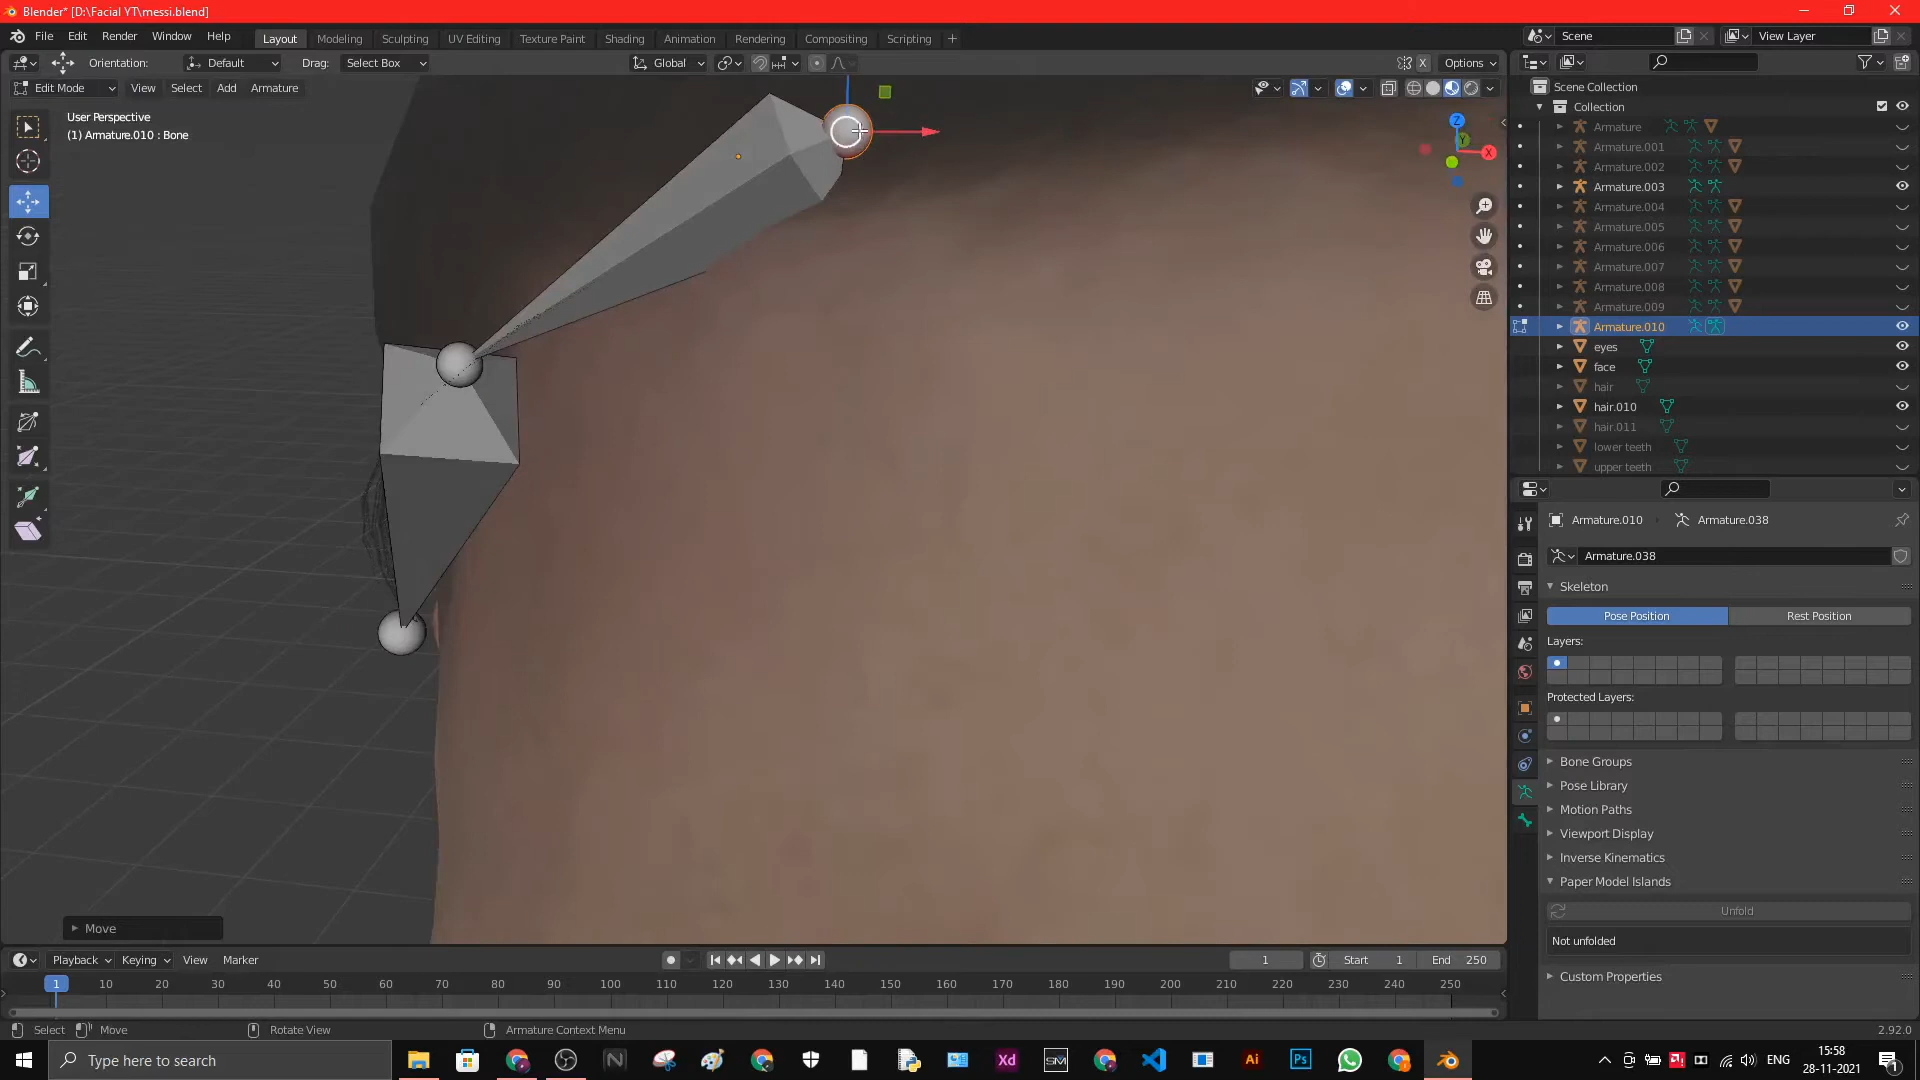 Blender* [D:\Facial YT\messi.blend]
File Edit Render Window Help
Layout Modeling Sculpting UV Editing Texture Paint Shading Animation Rendering Compositing Scripting +
Scene
View Layer
Orientation: Default Drag: Select Box Global X Options
Edit Mode View Select Add Armature
User Perspective
(1) Armature.010 : Bone
Z
Y
X
Scene Collection
Collection
Armature
Armature.001
Armature.002
Armature.003
Armature.004
Armature.005
Armature.006
Armature.007
Armature.008
Armature.009
Armature.010
eyes
face
hair
hair.010
hair.011
lower teeth
upper teeth
Armature.010 Armature.038
Armature.038
Skeleton
Pose Position Rest Position
Layers:
Protected Layers:
Bone Groups
Pose Library
Motion Paths
Viewport Display
Inverse Kinematics
Paper Model Islands
Unfold
Not unfolded
Custom Properties
Move
Playback Keying View Marker 1 Start 1 End 250
1 10 20 30 40 50 60 70 80 90 100 110 120 130 140 150 160 170 180 190 200 210 220 230 240 250
Select Move Rotate View Armature Context Menu 2.92.0
Type here to search
Xd
SM
Ai
Ps
ENG
15:58
28-11-2021
1